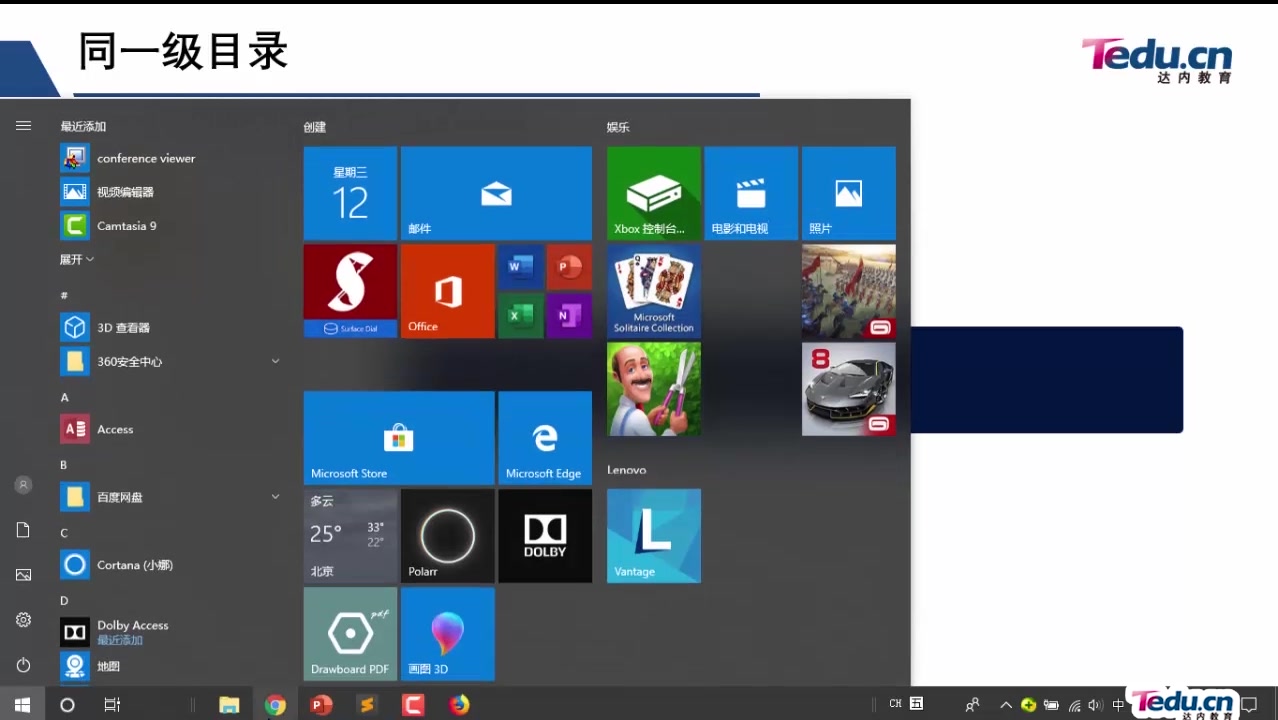 同一级目录
Tedu.cn
达内教育
最近添加
conference viewer
视频编辑器
Camtasia 9
展开
#
3D 查看器
360安全中心
A
Access
B
百度网盘
C
Cortana (小娜)
D
Dolby Access
最近添加
地图
创建
星期三
12
邮件
Surface Dial
Office
W
P
X
N
Microsoft Store
Microsoft Edge
多云
25°
33°
22°
北京
Polarr
DOLBY
pdf
Drawboard PDF
画图 3D
娱乐
Xbox 控制台...
电影和电视
照片
Microsoft
Solitaire Collection
8
Lenovo
L
Vantage
CH
五
中
Tedu.cn
达内教育